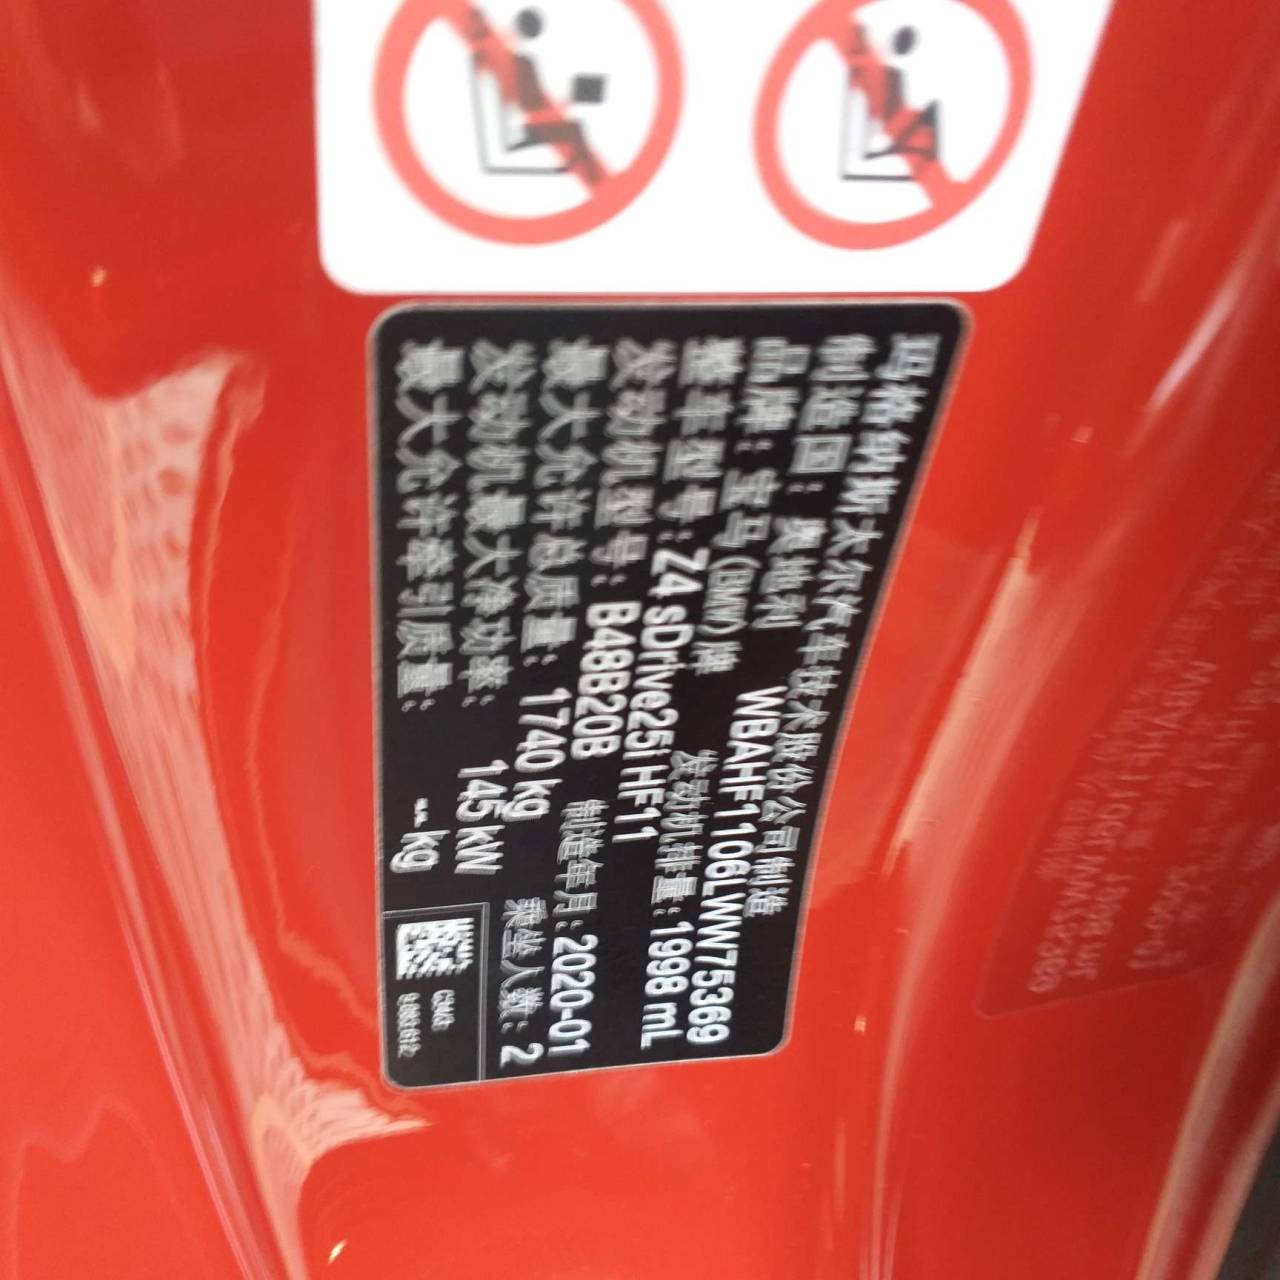 玛格纳斯太尔汽车技术股份公司制造
制造国：奥地利 WBAHF1106LWW75369
品牌：宝马(BMW)牌 发动机排量：1998 mL
整车型号：Z4 sDrive25i HF11
发动机型号：B48B20B 制造年月：2020-01
最大允许总质量：1740 kg 乘坐人数：2
发动机最大净功率：145 kW
最大允许牵引质量：-- kg